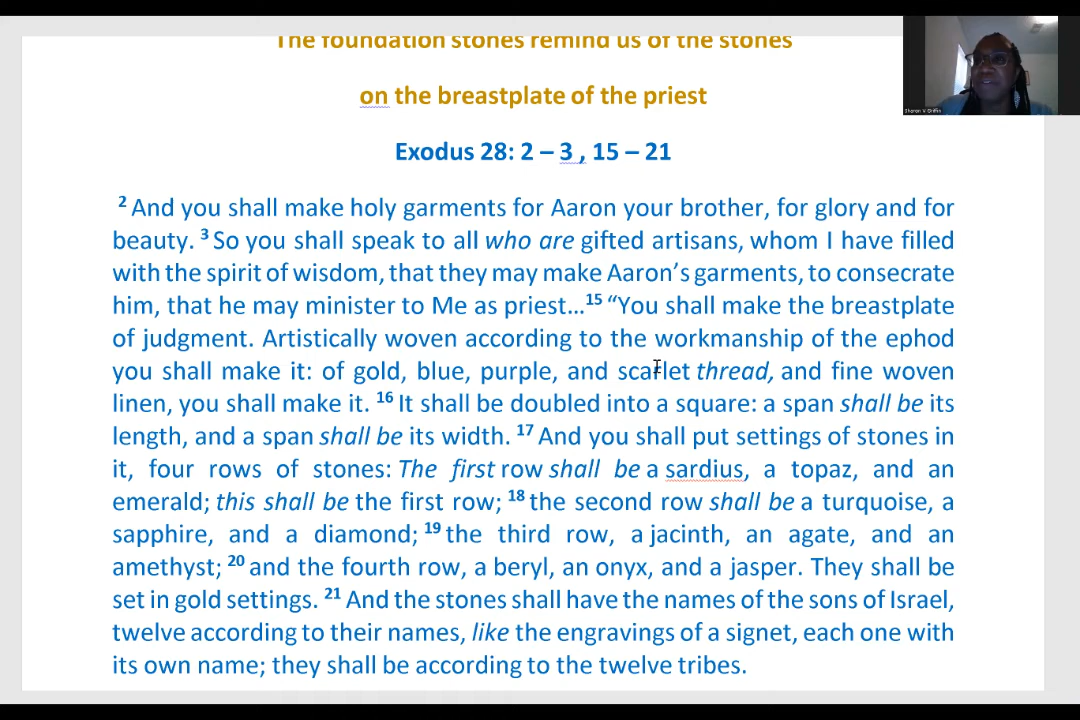 The foundation stones remind us of the stones
on the breastplate of the priest
Exodus 28: 2 – 3 , 15 – 21
2 And you shall make holy garments for Aaron your brother, for glory and for
beauty. 3 So you shall speak to all who are gifted artisans, whom I have filled
with the spirit of wisdom, that they may make Aaron's garments, to consecrate
him, that he may minister to Me as priest…15 “You shall make the breastplate
of judgment. Artistically woven according to the workmanship of the ephod
you shall make it: of gold, blue, purple, and scarlet thread, and fine woven
linen, you shall make it. 16 It shall be doubled into a square: a span shall be its
length, and a span shall be its width. 17 And you shall put settings of stones in
it, four rows of stones: The first row shall be a sardius, a topaz, and an
emerald; this shall be the first row; 18 the second row shall be a turquoise, a
sapphire, and a diamond; 19 the third row, a jacinth, an agate, and an
amethyst; 20 and the fourth row, a beryl, an onyx, and a jasper. They shall be
set in gold settings. 21 And the stones shall have the names of the sons of Israel,
twelve according to their names, like the engravings of a signet, each one with
its own name; they shall be according to the twelve tribes.
Sharon V Griffin